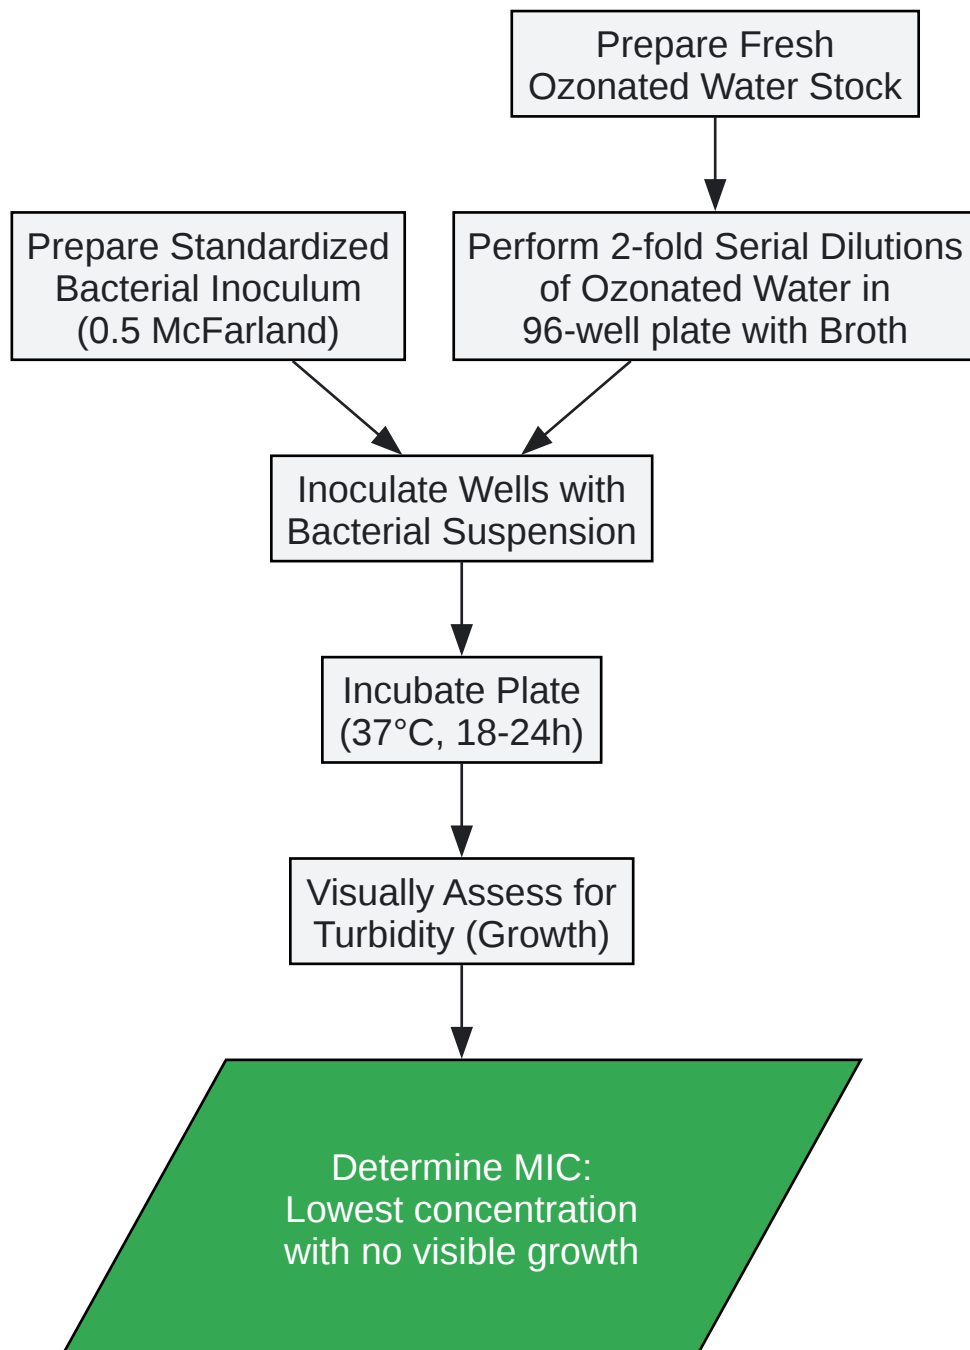 Prepare Fresh
Ozonated Water Stock
Prepare Standardized
Bacterial Inoculum
(0.5 McFarland)
Perform 2-fold Serial Dilutions
of Ozonated Water in
96-well plate with Broth
Inoculate Wells with
Bacterial Suspension
Incubate Plate
(37°C, 18-24h)
Visually Assess for
Turbidity (Growth)
Determine MIC:
Lowest concentration
with no visible growth